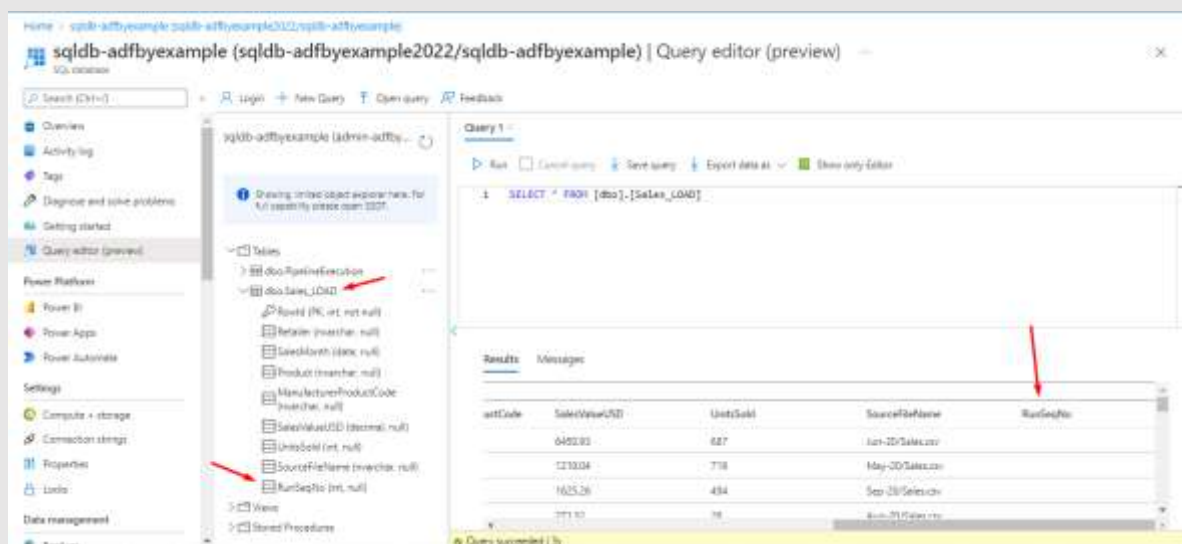 Home > sqldb-adfbyexample (sqldb-adfbyexample2022/sqldb-adfbyexample)
sqldb-adfbyexample (sqldb-adfbyexample2022/sqldb-adfbyexample) | Query editor (preview) ...
SQL database
Search (Ctrl+/)
Login + New Query Open query Feedback
Overview
Activity log
Tags
Diagnose and solve problems
Getting started
Query editor (preview)
Power Platform
Power BI
Power Apps
Power Automate
Settings
Compute + storage
Connection strings
Properties
Locks
Data management
sqldb-adfbyexample (admin-adfby...
Showing limited object explorer here. For
full capability please open SSDT.
Tables
dbo.PipelineExecution
dbo.Sales_LOAD
RowId (PK, int, not null)
Retailer (nvarchar, null)
SalesMonth (date, null)
Product (nvarchar, null)
ManufacturerProductCode
(nvarchar, null)
SalesValueUSD (decimal, null)
UnitsSold (int, null)
SourceFileName (nvarchar, null)
RunSeqNo (int, null)
Views
Stored Procedures
Query 1
Run Cancel query Save query Export data as Show only Editor
1 SELECT * FROM [dbo].[Sales_LOAD]
Results Messages
uctCode SalesValueUSD UnitsSold SourceFileName RunSeqNo
687 Jun-20/Sales.csv
718 May-20/Sales.csv
1625.26 494 Sep-20/Sales.csv
Query succeeded |